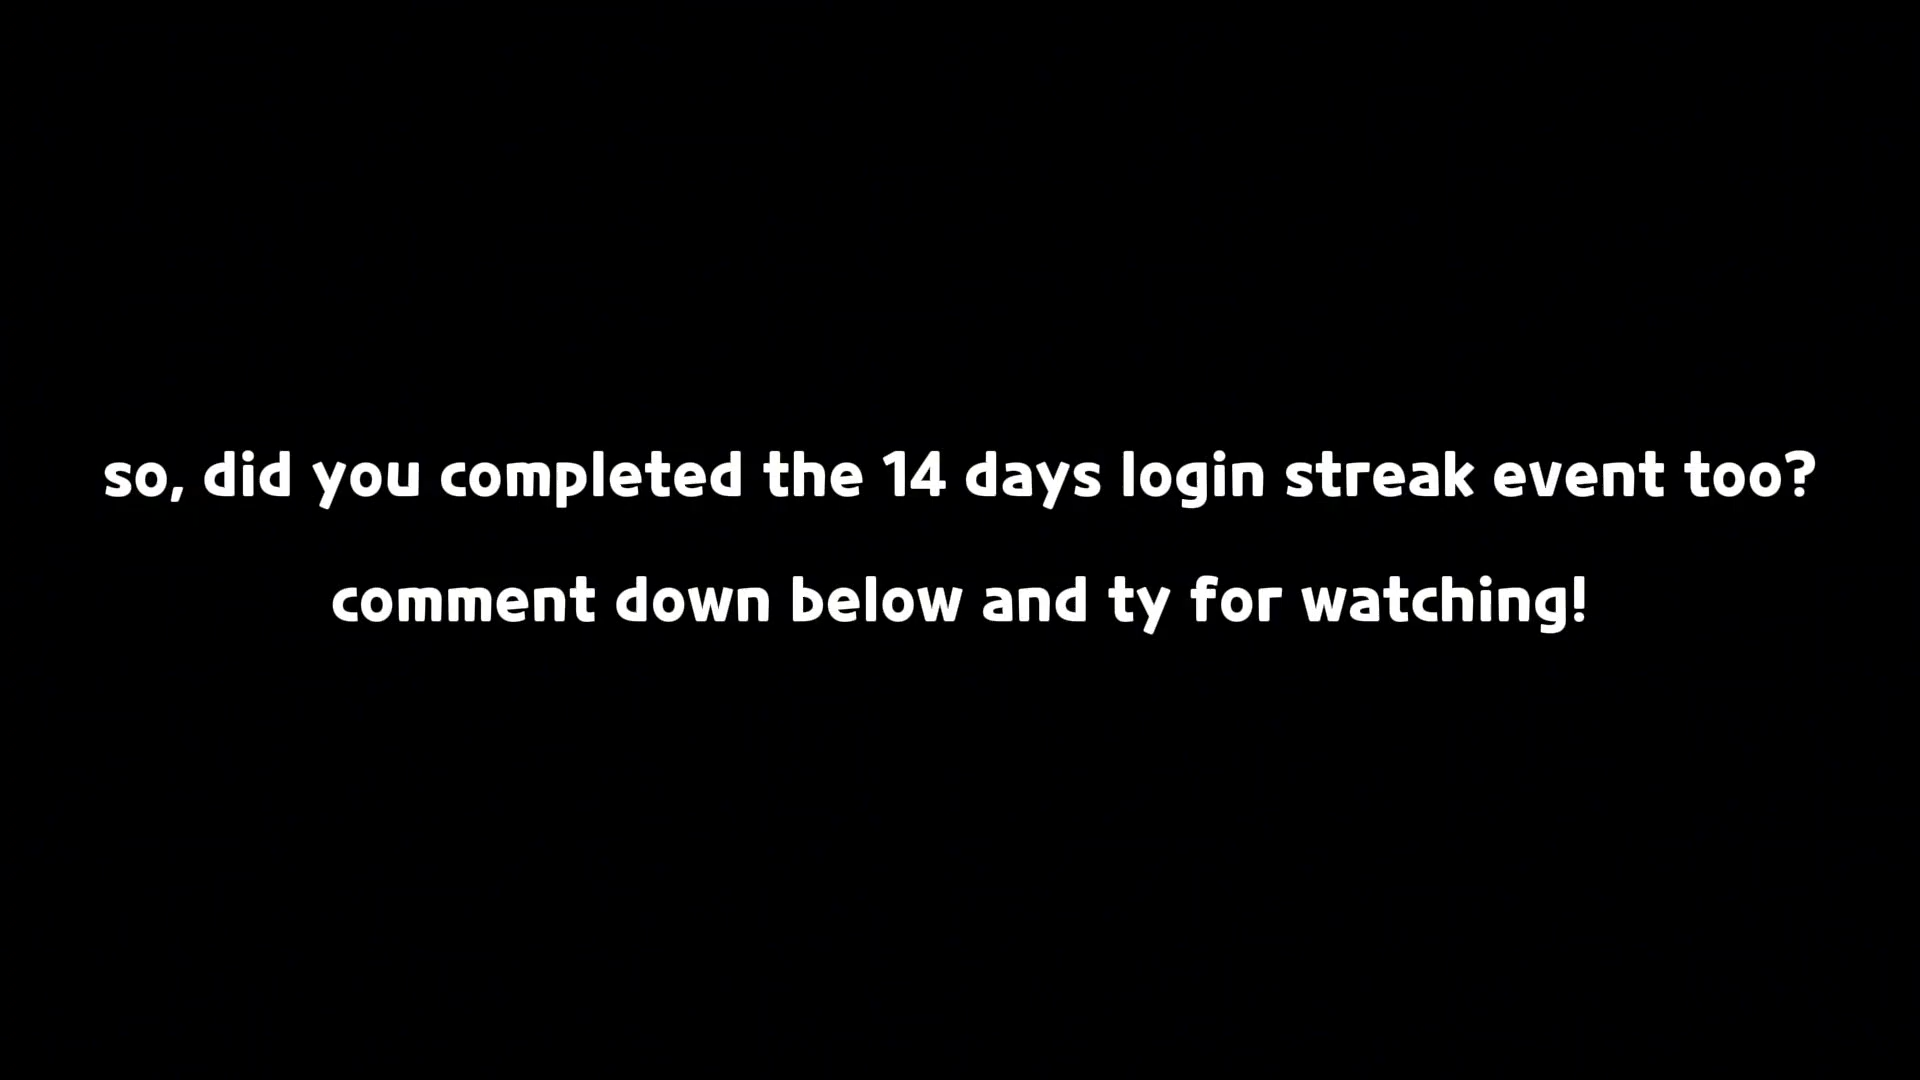 so, did you completed the 14 days login streak event too?
comment down below and ty for watching!